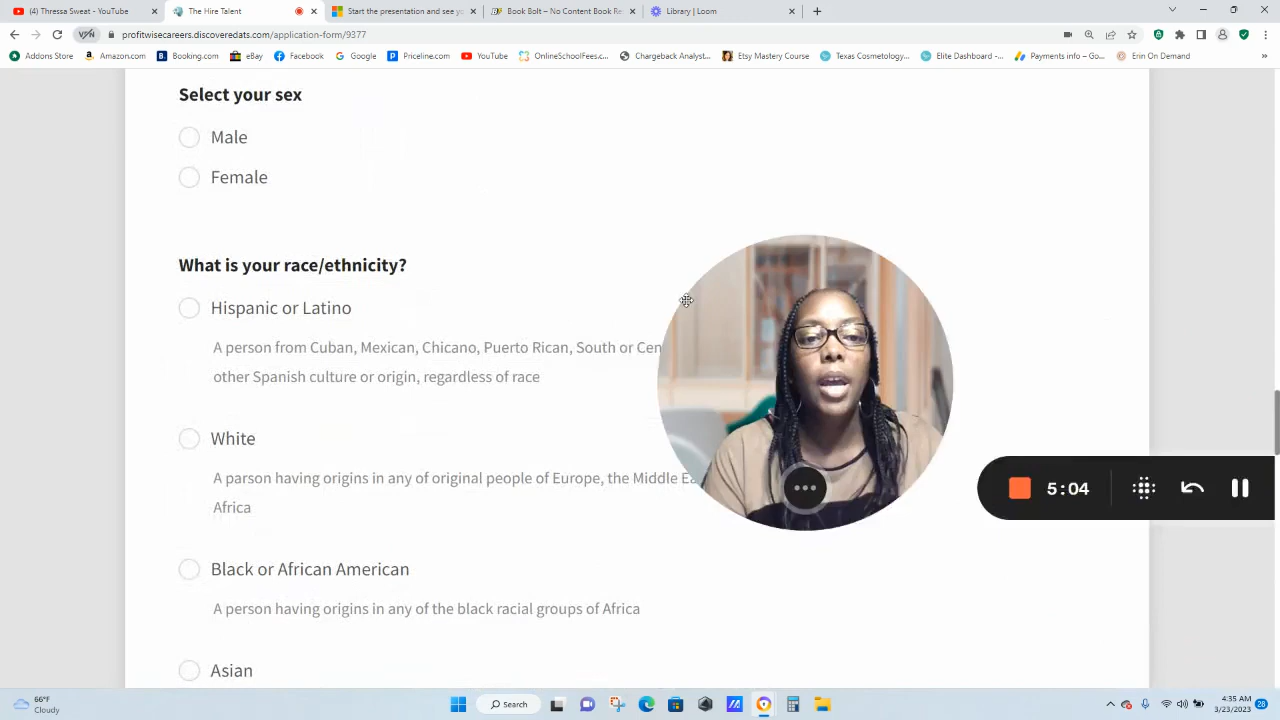 (4) Thressa Sweat - YouTube
The Hire Talent
Start the presentation and see yo
Book Bolt – No Content Book Re
Library | Loom
VPN
profitwisecareers.discoveredats.com/application-form/9377
Addons Store
Amazon.com
Booking.com
eBay
Facebook
Google
Priceline.com
YouTube
OnlineSchoolFees...
Chargeback Analyst...
Etsy Mastery Course
Texas Cosmetology...
Elite Dashboard -...
Payments info – Go...
Erin On Demand
Select your sex
Male
Female
What is your race/ethnicity?
Hispanic or Latino
A person from Cuban, Mexican, Chicano, Puerto Rican, South or Cen
other Spanish culture or origin, regardless of race
White
A parson having origins in any of original people of Europe, the Middle Ea
Africa
5:04
Black or African American
A person having origins in any of the black racial groups of Africa
Asian
66°F
Cloudy
Search
4:35 AM
3/23/2023
28